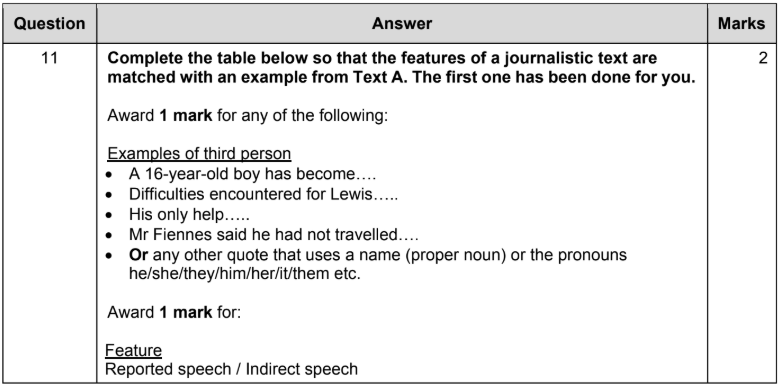 Question Answer Marks
11 Complete the table below so that the features of a journalistic text are 2
matched with an example from Text A. The first one has been done for you.
Award 1 mark for any of the following:
Examples of third person
• A 16-year-old boy has become….
• Difficulties encountered for Lewis…..
• His only help…..
• Mr Fiennes said he had not travelled….
• Or any other quote that uses a name (proper noun) or the pronouns
he/she/they/him/her/it/them etc.
Award 1 mark for:
Feature
Reported speech / Indirect speech